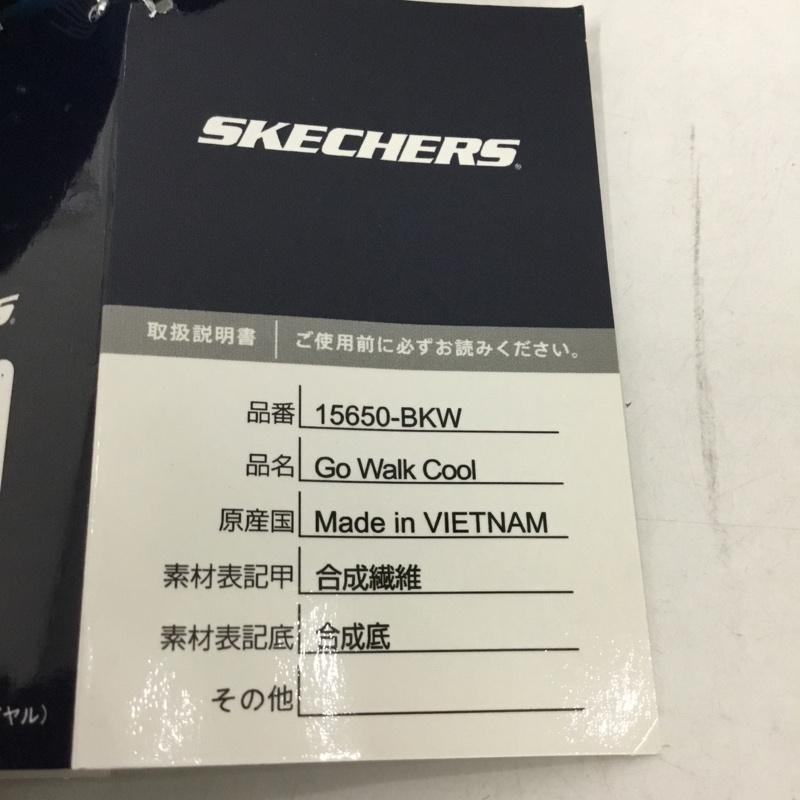 SKECHERS
取扱説明書 ご使用前に必ずお読みください。
品番 15650-BKW
品名 Go Walk Cool
原産国 Made in VIETNAM
素材表記甲 合成繊維
素材表記底 合成底
その他
S
ヤル)